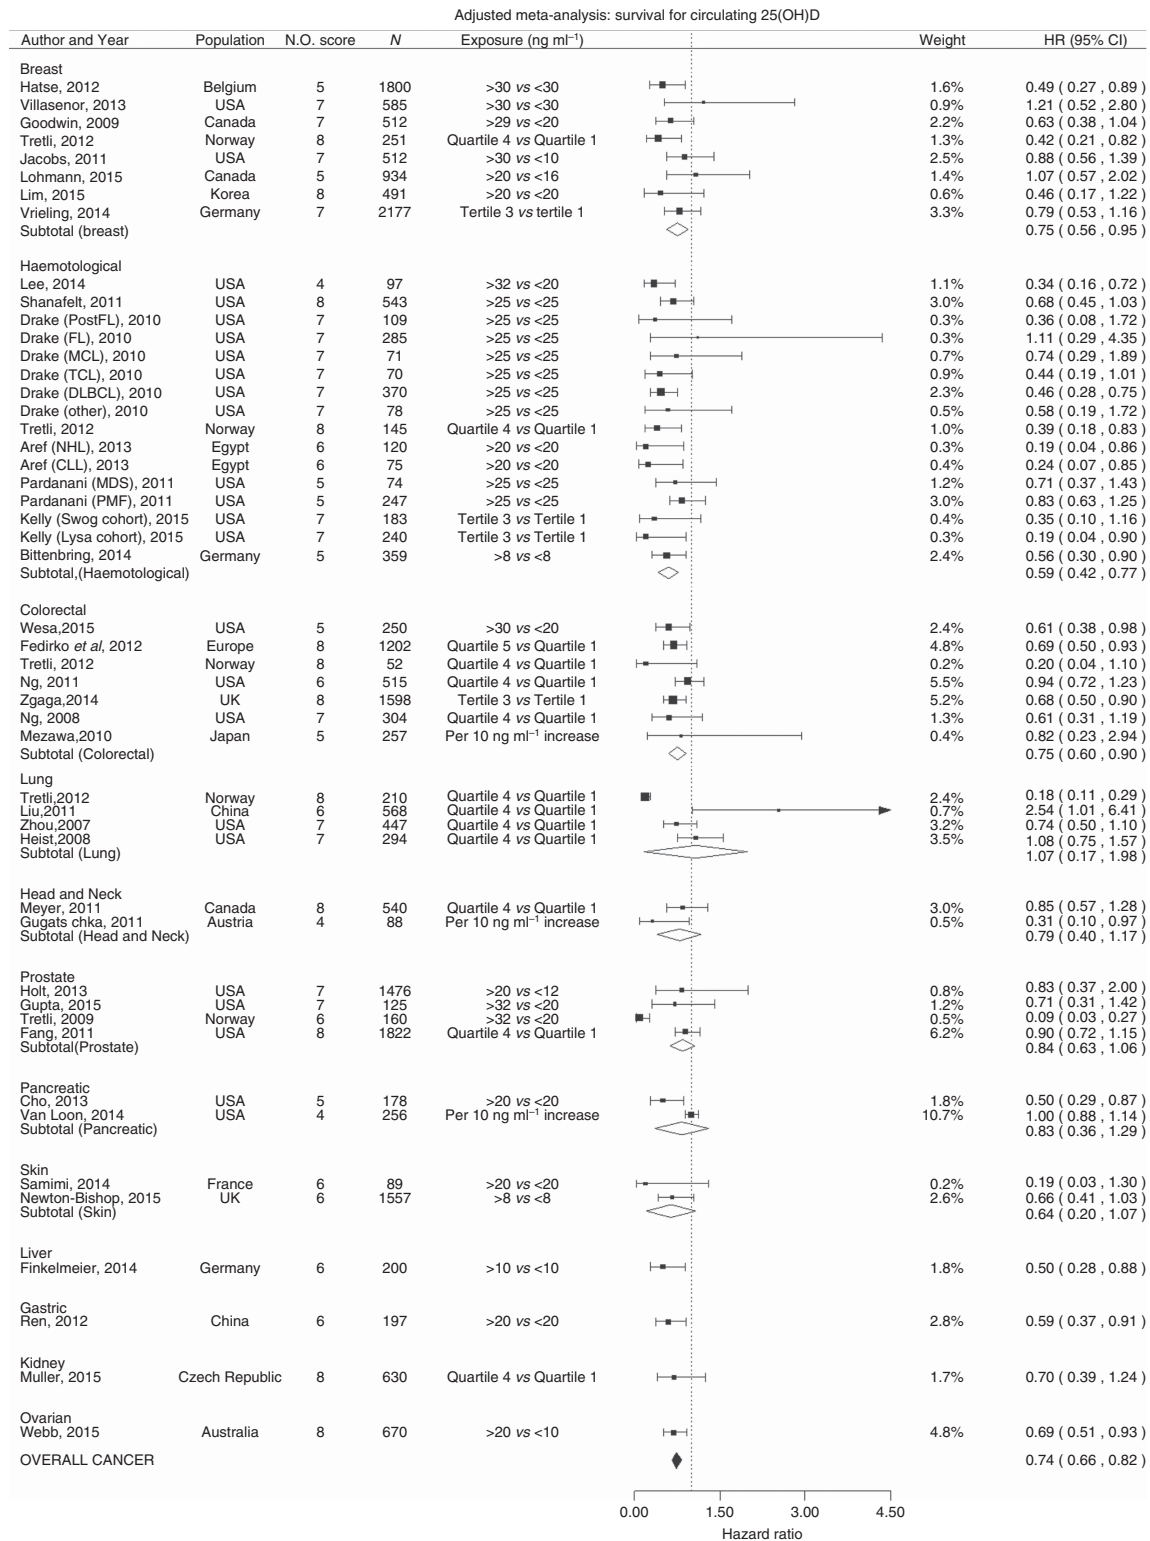 Adjusted meta-analysis: survival for circulating 25(OH)D
Author and Year Population N.O. score N Exposure (ng ml⁻¹) Weight HR (95% CI)
Breast
Hatse, 2012 Belgium 5 1800 >30 vs <30 1.6% 0.49 ( 0.27 , 0.89 )
Villasenor, 2013 USA 7 585 >30 vs <30 0.9% 1.21 ( 0.52 , 2.80 )
Goodwin, 2009 Canada 7 512 >29 vs <20 2.2% 0.63 ( 0.38 , 1.04 )
Tretli, 2012 Norway 8 251 Quartile 4 vs Quartile 1 1.3% 0.42 ( 0.21 , 0.82 )
Jacobs, 2011 USA 7 512 >30 vs <10 2.5% 0.88 ( 0.56 , 1.39 )
Lohmann, 2015 Canada 5 934 >20 vs <16 1.4% 1.07 ( 0.57 , 2.02 )
Lim, 2015 Korea 8 491 >20 vs <20 0.6% 0.46 ( 0.17 , 1.22 )
Vrieling, 2014 Germany 7 2177 Tertile 3 vs tertile 1 3.3% 0.79 ( 0.53 , 1.16 )
Subtotal (breast) 0.75 ( 0.56 , 0.95 )
Haemotological
Lee, 2014 USA 4 97 >32 vs <20 1.1% 0.34 ( 0.16 , 0.72 )
Shanafelt, 2011 USA 8 543 >25 vs <25 3.0% 0.68 ( 0.45 , 1.03 )
Drake (PostFL), 2010 USA 7 109 >25 vs <25 0.3% 0.36 ( 0.08 , 1.72 )
Drake (FL), 2010 USA 7 285 >25 vs <25 0.3% 1.11 ( 0.29 , 4.35 )
Drake (MCL), 2010 USA 7 71 >25 vs <25 0.7% 0.74 ( 0.29 , 1.89 )
Drake (TCL), 2010 USA 7 70 >25 vs <25 0.9% 0.44 ( 0.19 , 1.01 )
Drake (DLBCL), 2010 USA 7 370 >25 vs <25 2.3% 0.46 ( 0.28 , 0.75 )
Drake (other), 2010 USA 7 78 >25 vs <25 0.5% 0.58 ( 0.19 , 1.72 )
Tretli, 2012 Norway 8 145 Quartile 4 vs Quartile 1 1.0% 0.39 ( 0.18 , 0.83 )
Aref (NHL), 2013 Egypt 6 120 >20 vs <20 0.3% 0.19 ( 0.04 , 0.86 )
Aref (CLL), 2013 Egypt 6 75 >20 vs <20 0.4% 0.24 ( 0.07 , 0.85 )
Pardanani (MDS), 2011 USA 5 74 >25 vs <25 1.2% 0.71 ( 0.37 , 1.43 )
Pardanani (PMF), 2011 USA 5 247 >25 vs <25 3.0% 0.83 ( 0.63 , 1.25 )
Kelly (Swog cohort), 2015 USA 7 183 Tertile 3 vs Tertile 1 0.4% 0.35 ( 0.10 , 1.16 )
Kelly (Lysa cohort), 2015 USA 7 240 Tertile 3 vs Tertile 1 0.3% 0.19 ( 0.04 , 0.90 )
Bittenbring, 2014 Germany 5 359 >8 vs <8 2.4% 0.56 ( 0.30 , 0.90 )
Subtotal,(Haemotological) 0.59 ( 0.42 , 0.77 )
Colorectal
Wesa,2015 USA 5 250 >30 vs <20 2.4% 0.61 ( 0.38 , 0.98 )
Fedirko et al, 2012 Europe 8 1202 Quartile 5 vs Quartile 1 4.8% 0.69 ( 0.50 , 0.93 )
Tretli, 2012 Norway 8 52 Quartile 4 vs Quartile 1 0.2% 0.20 ( 0.04 , 1.10 )
Ng, 2011 USA 6 515 Quartile 4 vs Quartile 1 5.5% 0.94 ( 0.72 , 1.23 )
Zgaga,2014 UK 8 1598 Tertile 3 vs Tertile 1 5.2% 0.68 ( 0.50 , 0.90 )
Ng, 2008 USA 7 304 Quartile 4 vs Quartile 1 1.3% 0.61 ( 0.31 , 1.19 )
Mezawa,2010 Japan 5 257 Per 10 ng ml⁻¹ increase 0.4% 0.82 ( 0.23 , 2.94 )
Subtotal (Colorectal) 0.75 ( 0.60 , 0.90 )
Lung
Tretli,2012 Norway 8 210 Quartile 4 vs Quartile 1 2.4% 0.18 ( 0.11 , 0.29 )
Liu,2011 China 6 568 Quartile 4 vs Quartile 1 0.7% 2.54 ( 1.01 , 6.41 )
Zhou,2007 USA 7 447 Quartile 4 vs Quartile 1 3.2% 0.74 ( 0.50 , 1.10 )
Heist,2008 USA 7 294 Quartile 4 vs Quartile 1 3.5% 1.08 ( 0.75 , 1.57 )
Subtotal (Lung) 1.07 ( 0.17 , 1.98 )
Head and Neck
Meyer, 2011 Canada 8 540 Quartile 4 vs Quartile 1 3.0% 0.85 ( 0.57 , 1.28 )
Gugats chka, 2011 Austria 4 88 Per 10 ng ml⁻¹ increase 0.5% 0.31 ( 0.10 , 0.97 )
Subtotal (Head and Neck) 0.79 ( 0.40 , 1.17 )
Prostate
Holt, 2013 USA 7 1476 >20 vs <12 0.8% 0.83 ( 0.37 , 2.00 )
Gupta, 2015 USA 7 125 >32 vs <20 1.2% 0.71 ( 0.31 , 1.42 )
Tretli, 2009 Norway 6 160 >32 vs <20 0.5% 0.09 ( 0.03 , 0.27 )
Fang, 2011 USA 8 1822 Quartile 4 vs Quartile 1 6.2% 0.90 ( 0.72 , 1.15 )
Subtotal(Prostate) 0.84 ( 0.63 , 1.06 )
Pancreatic
Cho, 2013 USA 5 178 >20 vs <20 1.8% 0.50 ( 0.29 , 0.87 )
Van Loon, 2014 USA 4 256 Per 10 ng ml⁻¹ increase 10.7% 1.00 ( 0.88 , 1.14 )
Subtotal (Pancreatic) 0.83 ( 0.36 , 1.29 )
Skin
Samimi, 2014 France 6 89 >20 vs <20 0.2% 0.19 ( 0.03 , 1.30 )
Newton-Bishop, 2015 UK 6 1557 >8 vs <8 2.6% 0.66 ( 0.41 , 1.03 )
Subtotal (Skin) 0.64 ( 0.20 , 1.07 )
Liver
Finkelmeier, 2014 Germany 6 200 >10 vs <10 1.8% 0.50 ( 0.28 , 0.88 )
Gastric
Ren, 2012 China 6 197 >20 vs <20 2.8% 0.59 ( 0.37 , 0.91 )
Kidney
Muller, 2015 Czech Republic 8 630 Quartile 4 vs Quartile 1 1.7% 0.70 ( 0.39 , 1.24 )
Ovarian
Webb, 2015 Australia 8 670 >20 vs <10 4.8% 0.69 ( 0.51 , 0.93 )
OVERALL CANCER 0.74 ( 0.66 , 0.82 )
0.00 1.50 3.00 4.50
Hazard ratio